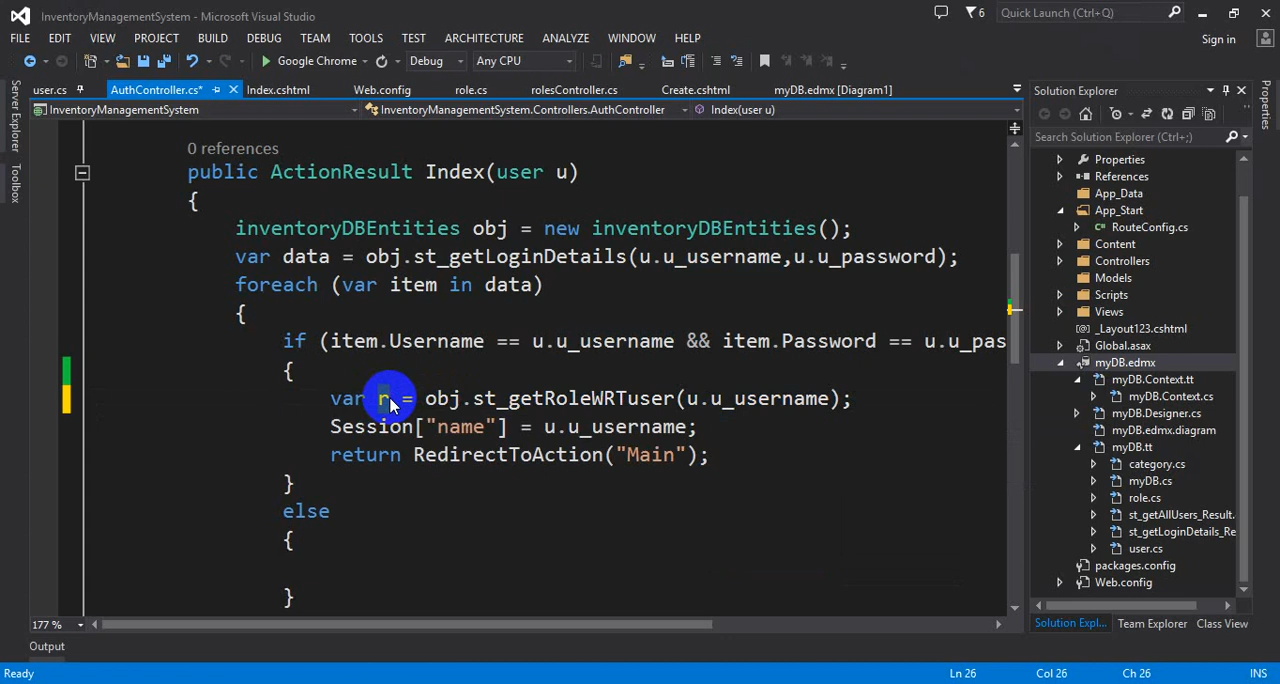 InventoryManagementSystem - Microsoft Visual Studio
6
Quick Launch (Ctrl+Q)
FILE EDIT VIEW PROJECT BUILD DEBUG TEAM TOOLS TEST ARCHITECTURE ANALYZE WINDOW HELP
Sign in
Google Chrome Debug Any CPU
user.cs AuthController.cs* Index.cshtml Web.config role.cs rolesController.cs Create.cshtml myDB.edmx [Diagram1]
InventoryManagementSystem InventoryManagementSystem.Controllers.AuthController Index(user u)
Server Explorer
Toolbox
0 references
public ActionResult Index(user u)
{
inventoryDBEntities obj = new inventoryDBEntities();
var data = obj.st_getLoginDetails(u.u_username,u.u_password);
foreach (var item in data)
{
if (item.Username == u.u_username && item.Password == u.u_pas
{
var r = obj.st_getRoleWRTuser(u.u_username);
Session["name"] = u.u_username;
return RedirectToAction("Main");
}
else
{
}
177 %
Output
Ready
Ln 26 Col 26 Ch 26 INS
Solution Explorer
Search Solution Explorer (Ctrl+;)
Properties
References
App_Data
App_Start
RouteConfig.cs
Content
Controllers
Models
Scripts
Views
_Layout123.cshtml
Global.asax
Web.config
myDB.edmx
myDB.Context.tt
myDB.Context.cs
myDB.Designer.cs
myDB.edmx.diagram
myDB.tt
category.cs
myDB.cs
role.cs
st_getAllUsers_Result.
st_getLoginDetails_Re
user.cs
packages.config
Solution Expl... Team Explorer Class View
Properties